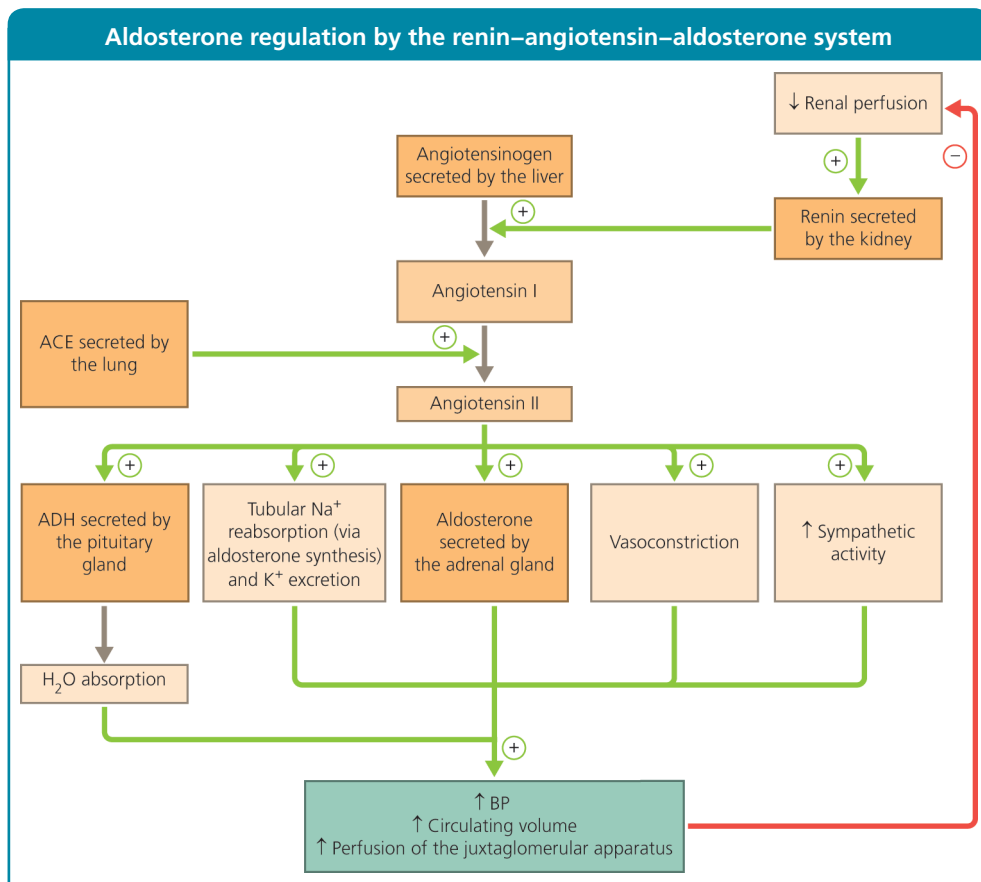 Aldosterone regulation by the renin–angiotensin–aldosterone system
↓ Renal perfusion
+
−
Angiotensinogen
secreted by the liver
+
Renin secreted
by the kidney
Angiotensin I
ACE secreted by
the lung
+
Angiotensin II
+
+
+
+
+
ADH secreted by
the pituitary
gland
Tubular Na⁺
reabsorption (via
aldosterone synthesis)
and K⁺ excretion
Aldosterone
secreted by
the adrenal gland
Vasoconstriction
↑ Sympathetic
activity
H₂O absorption
+
↑ BP
↑ Circulating volume
↑ Perfusion of the juxtaglomerular apparatus